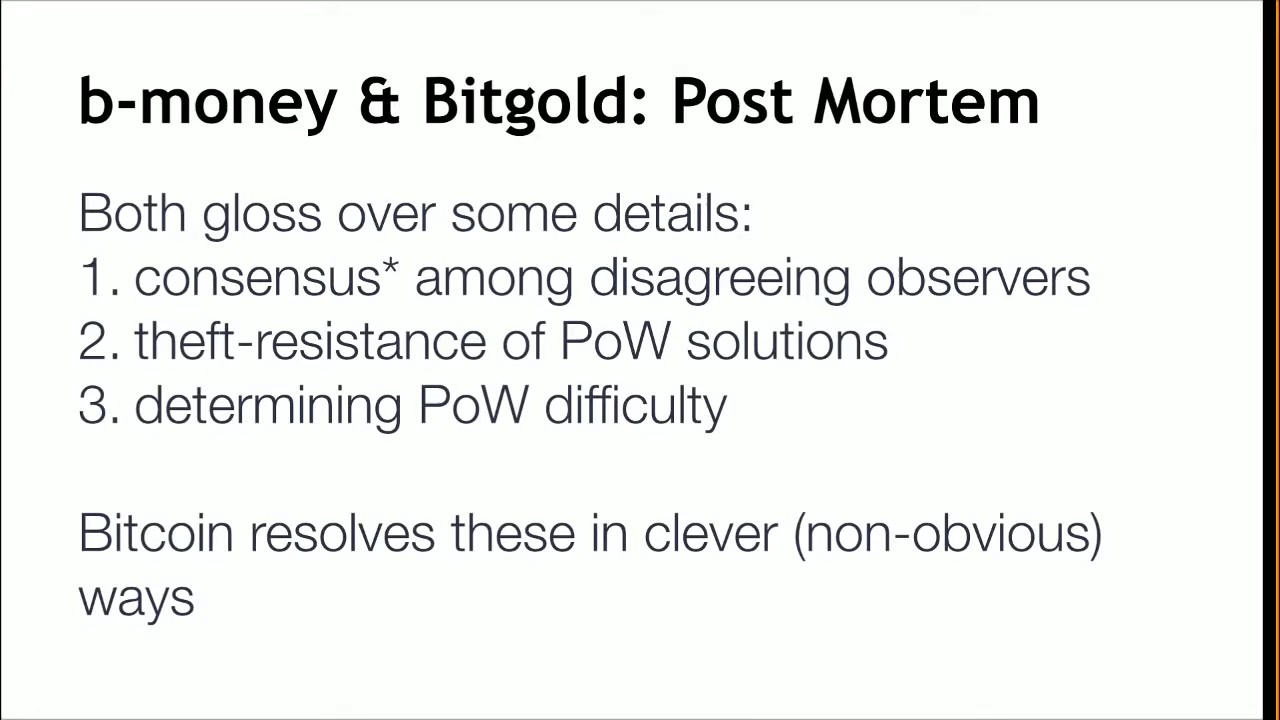 b-money & Bitgold: Post Mortem
Both gloss over some details:
1. consensus* among disagreeing observers
2. theft-resistance of PoW solutions
3. determining PoW difficulty
Bitcoin resolves these in clever (non-obvious)
ways